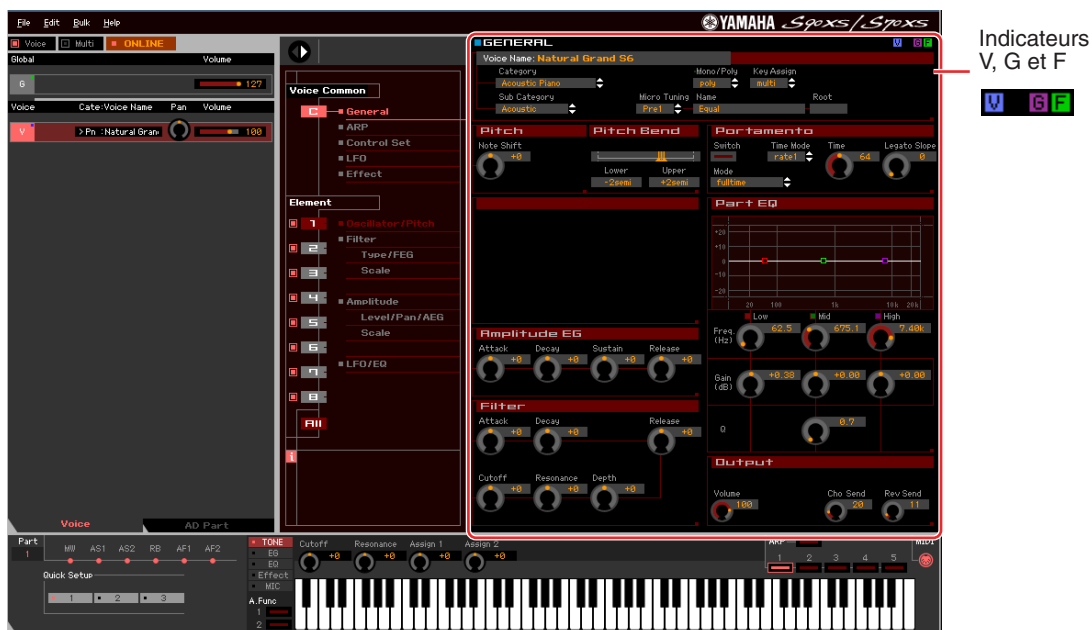 File Edit Bulk Help
YAMAHA S90XS/S70XS
Indicateurs
V, G et F
V G F
Voice Multi ONLINE
Global Volume
G 127
Voice Cate:Voice Name Pan Volume
V > Pn :Natural Gran 100
Voice AD Part
Voice Common
C General
ARP
Control Set
LFO
Effect
Element
1 Oscillator/Pitch
2 Filter
Type/FEG
3 Scale
4 Amplitude
5 Level/Pan/AEG
Scale
6
7 LFO/EQ
8
All
i
GENERAL V G F
Voice Name: Natural Grand S6
Category Mono/Poly Key Assign
Acoustic Piano poly multi
Sub Category Micro Tuning Name Root
Acoustic Pre1 Equal
Pitch
Note Shift
+0
Pitch Bend
Lower Upper
-2semi +2semi
Portamento
Switch Time Mode Time Legato Slope
rate1 64 0
Mode
fulltime
Part EQ
+20
+10
0
-10
-20
20 100 1k 10k 20k
Low Mid High
Freq. (Hz) 62.5 675.1 7.40k
Gain (dB) +0.38 +0.00 +0.00
Q 0.7
Amplitude EG
Attack Decay Sustain Release
+0 +0 +0 +0
Filter
Attack Decay Release
+0 +0 +0
Cutoff Resonance Depth
+0 +0 +0
Output
Volume Cho Send Rev Send
100 20 11
Part
1
MW AS1 AS2 RB AF1 AF2
Quick Setup
1 2 3
TONE
EG
EQ
Effect
MIC
A.Func
1
2
Cutoff Resonance Assign 1 Assign 2
+0 +0 +0 +0
ARP MIDI
1 2 3 4 5